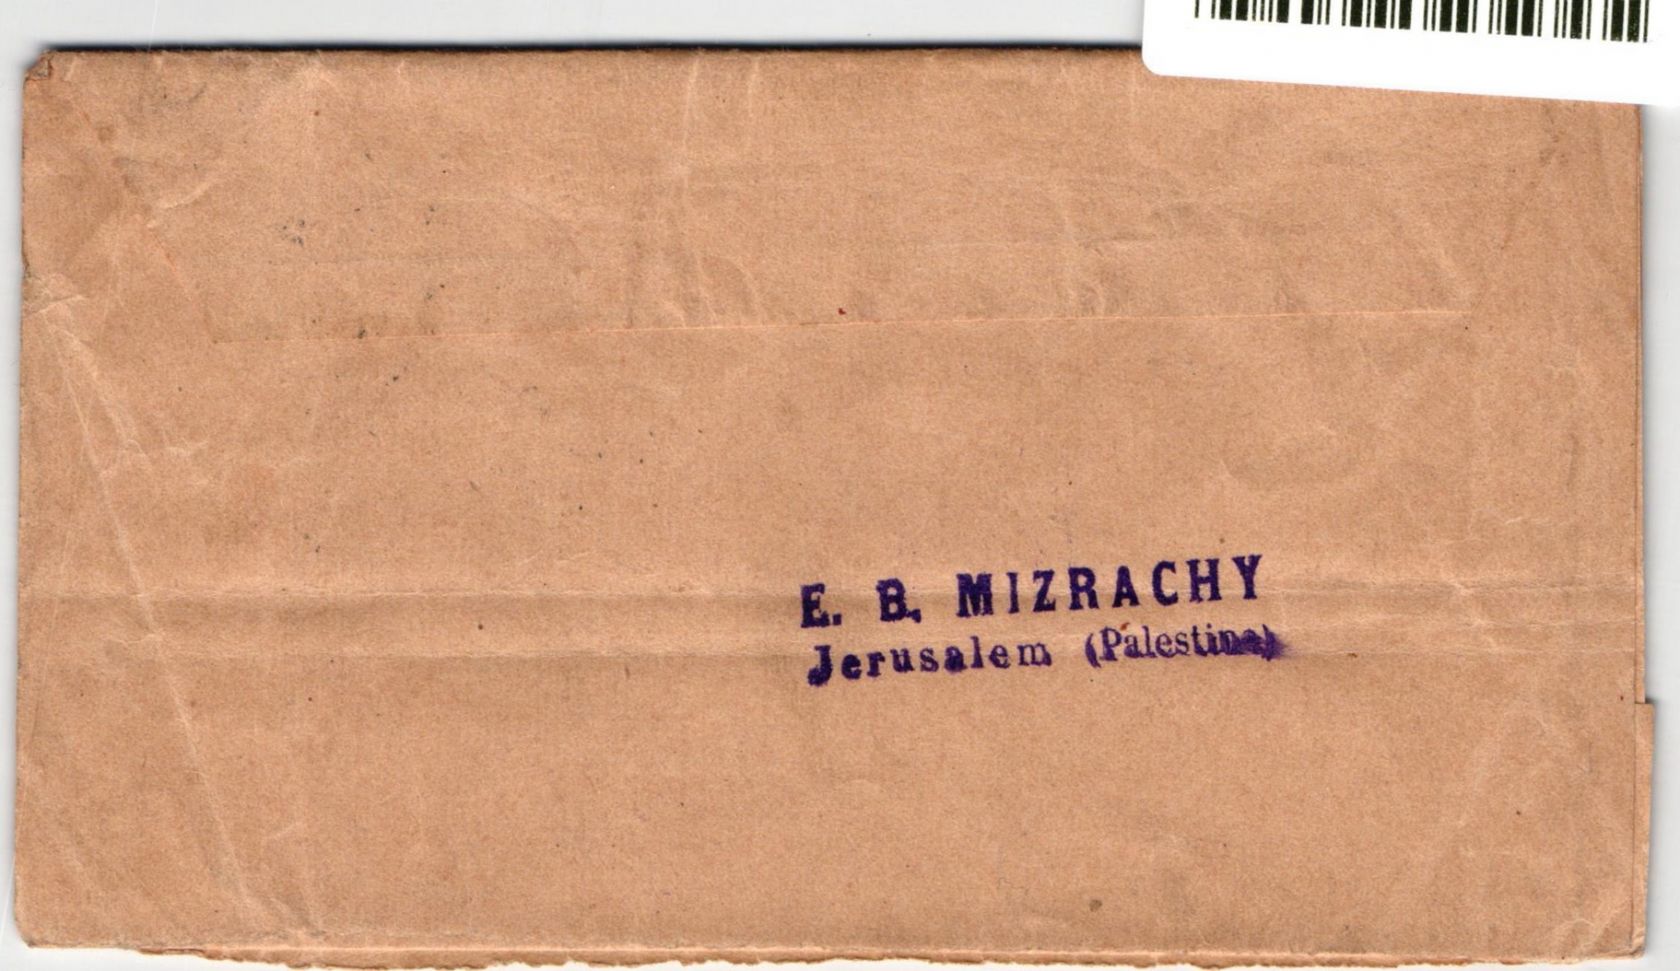 E. B. MIZRACHY
Jerusalem (Palestine)